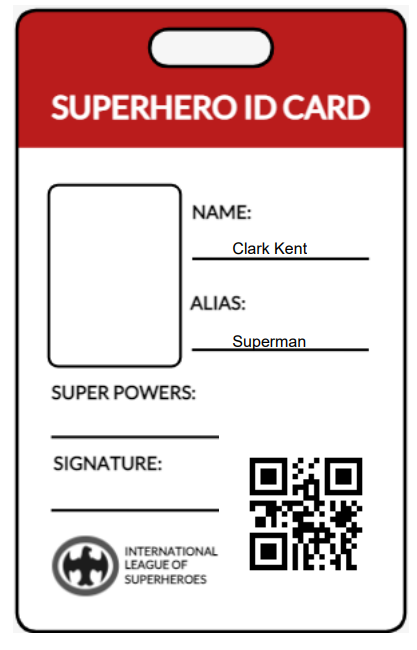 SUPERHERO ID CARD
NAME:
Clark Kent
ALIAS:
Superman
SUPER POWERS:
SIGNATURE:
INTERNATIONAL
LEAGUE OF
SUPERHEROES